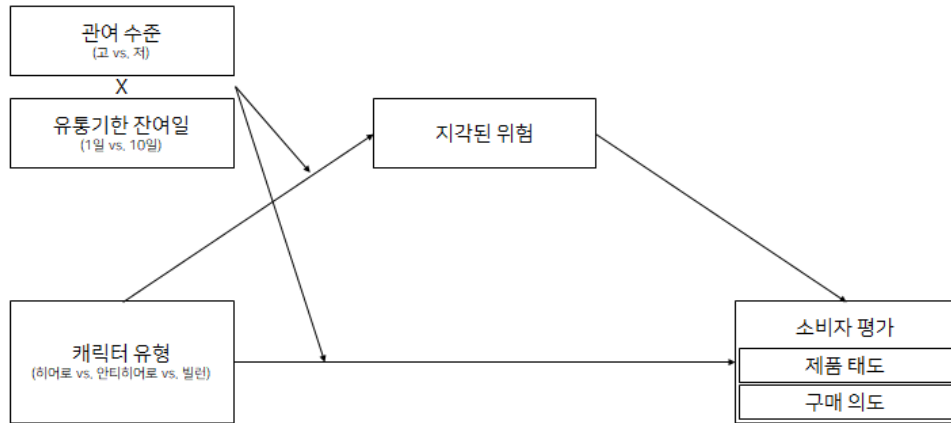 관여 수준
(고 vs. 저)
X
유통기한 잔여일
(1일 vs. 10일)
지각된 위험
캐릭터 유형
(히어로 vs. 안티히어로 vs. 빌런)
소비자 평가
제품 태도
구매 의도